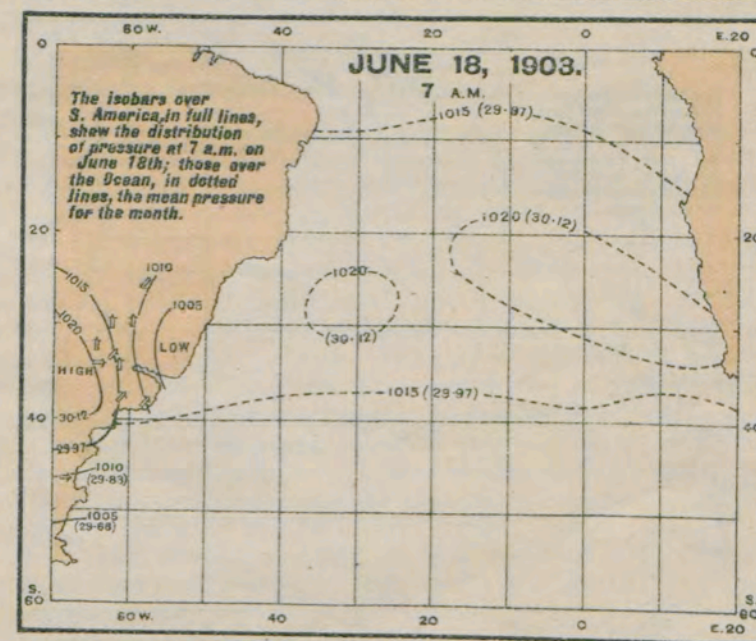 60 W. 40 20 0 E.20
0 0
JUNE 18, 1903.
7 A.M.
The isobars over
S. America, in full lines,
show the distribution
of pressure at 7 a.m. on
June 18th; those over
the Ocean, in dotted
lines, the mean pressure
for the month.
1015 (29·97)
1020 (30·12)
20 20
1010
1015
1020
1005
1020
(30·12)
LOW
HIGH
1015 (29·97)
30·12
40 40
29·97
1010
(29·83)
1005
(29·68)
S. S.
60 60
60 W. 40 20 0 E.20